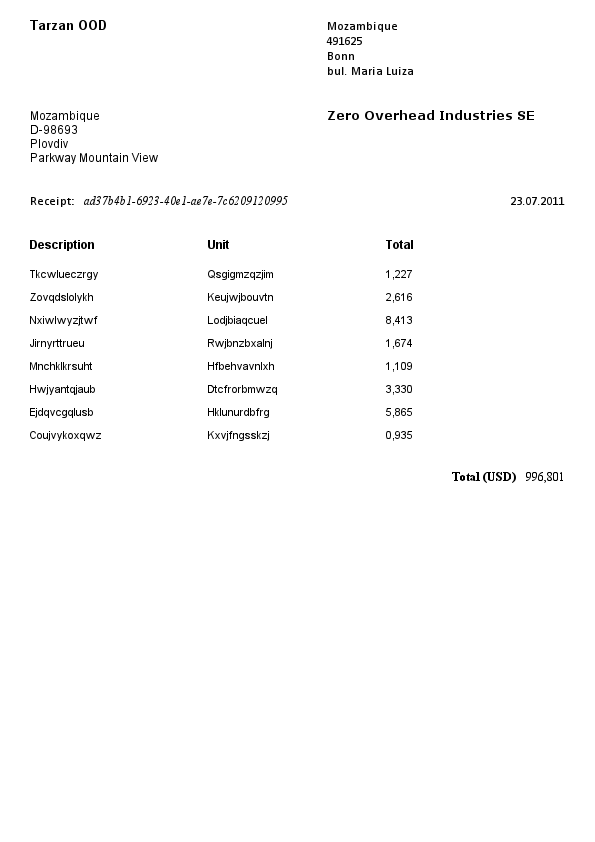 Tarzan OOD
Mozambique
491625
Bonn
bul. Maria Luiza
Mozambique
D-98693
Plovdiv
Parkway Mountain View
Zero Overhead Industries SE
Receipt: ad37b4b1-6923-40e1-ae7e-7c6209120995 23.07.2011
Description Unit Total
Tkcwlueczrgy Qsgigmzqzjim 1,227
Zovqdslolykh Keujwjbouvtn 2,616
Nxiwlwyzjtwf Lodjbiaqcuel 8,413
Jirnyrttrueu Rwjbnzbxalnj 1,674
Mnchklkrsuht Hfbehvavnlxh 1,109
Hwjyantqjaub Dtcfrorbmwzq 3,330
Ejdqvcgqlusb Hklunurdbfrg 5,865
Coujvykoxqwz Kxvjfngsskzj 0,935
Total (USD) 996,801